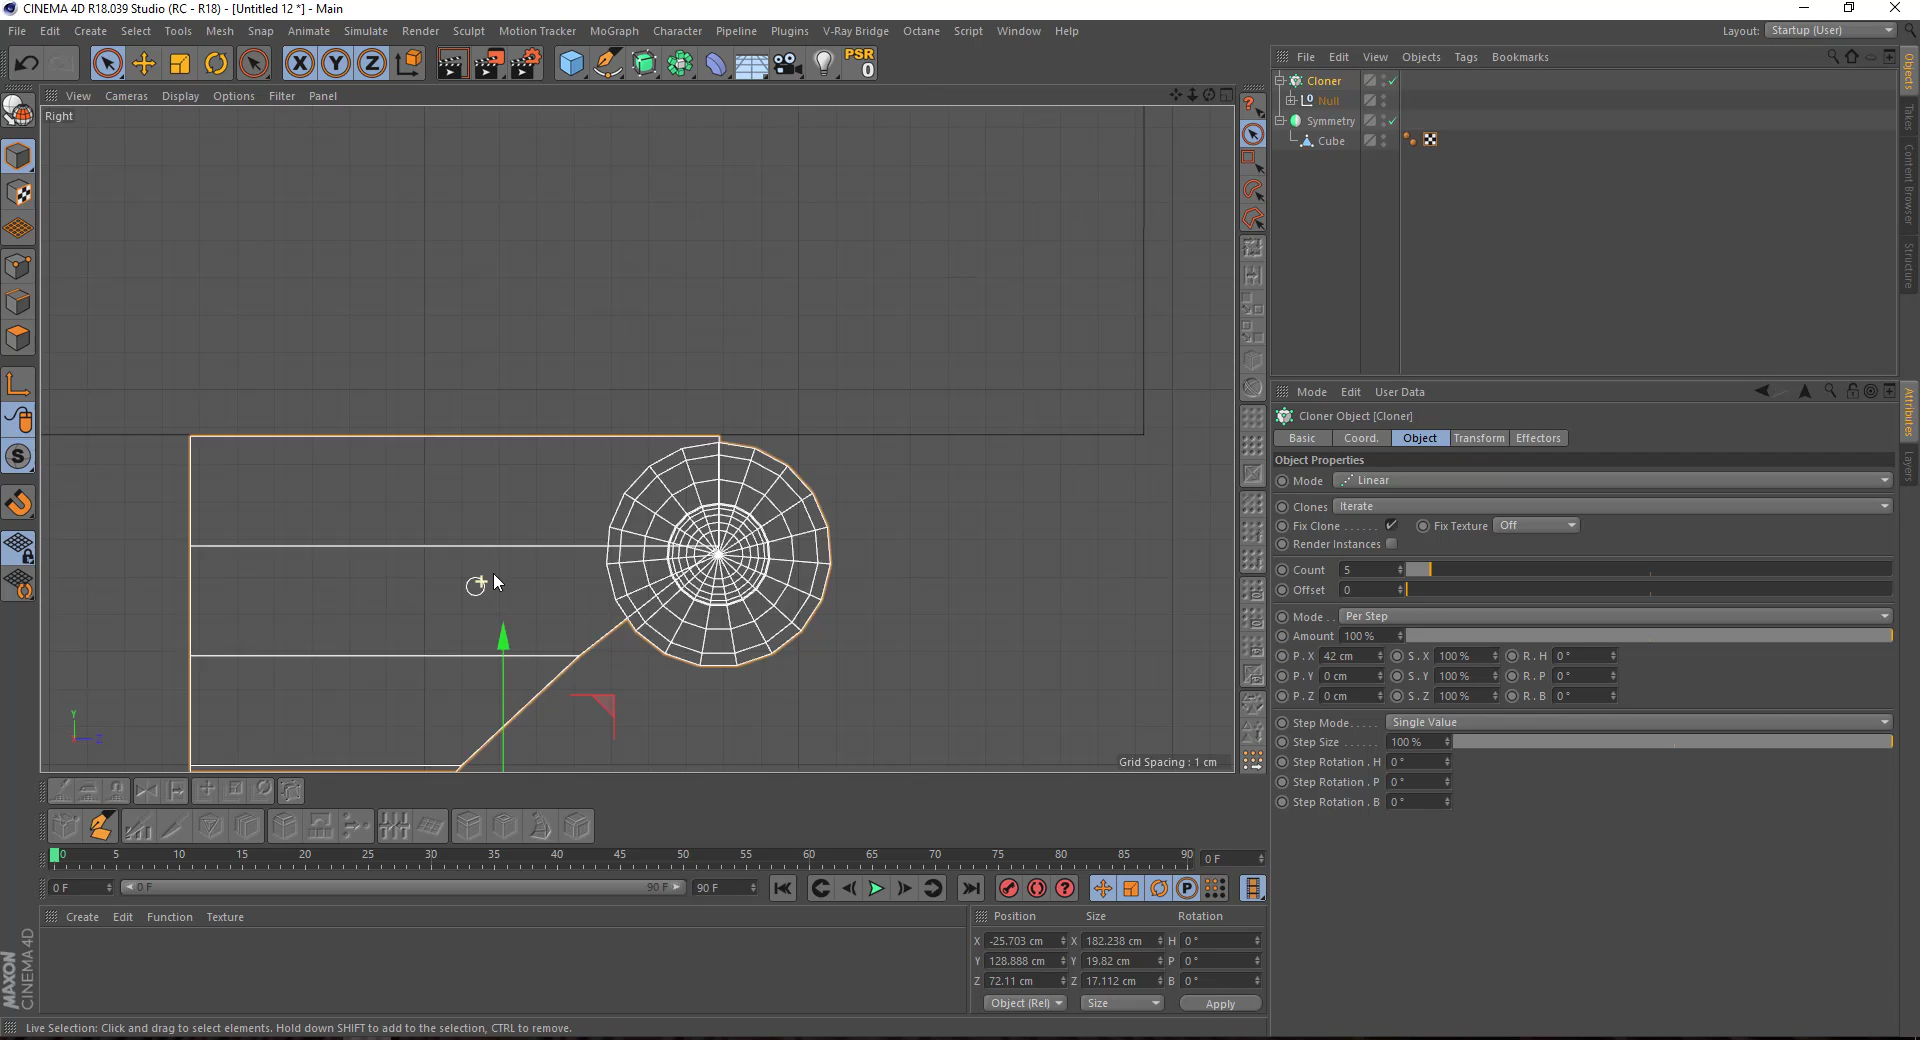 CINEMA 4D R18.039 Studio (RC - R18) - [Untitled 12 *] - Main
File Edit Create Select Tools Mesh Snap Animate Simulate Render Sculpt Motion Tracker MoGraph Character Pipeline Plugins V-Ray Bridge Octane Script Window Help
Layout: Startup (User)
X Y Z PSR
0
View Cameras Display Options Filter Panel
Right
Y
Z
Grid Spacing : 1 cm
File Edit View Objects Tags Bookmarks
Cloner
Null
Symmetry
Cube
Objects
Takes
Content Browser
Structure
Mode Edit User Data
Cloner Object [Cloner]
Basic Coord. Object Transform Effectors
Object Properties
Mode Linear
Clones Iterate
Fix Clone Fix Texture Off
Render Instances
Count 5
Offset 0
Mode Per Step
Amount 100 %
P . X 42 cm S . X 100 % R . H 0 °
P . Y 0 cm S . Y 100 % R . P 0 °
P . Z 0 cm S . Z 100 % R . B 0 °
Step Mode Single Value
Step Size 100 %
Step Rotation . H 0 °
Step Rotation . P 0 °
Step Rotation . B 0 °
Attributes
Layers
0 5 10 15 20 25 30 35 40 45 50 55 60 65 70 75 80 85 90 0 F
0 F 0 F 90 F 90 F
Create Edit Function Texture
Position Size Rotation
X -25.703 cm X 182.238 cm H 0 °
Y 128.888 cm Y 19.82 cm P 0 °
Z 72.11 cm Z 17.112 cm B 0 °
Object (Rel) Size Apply
MAXON
CINEMA 4D
Live Selection: Click and drag to select elements. Hold down SHIFT to add to the selection, CTRL to remove.